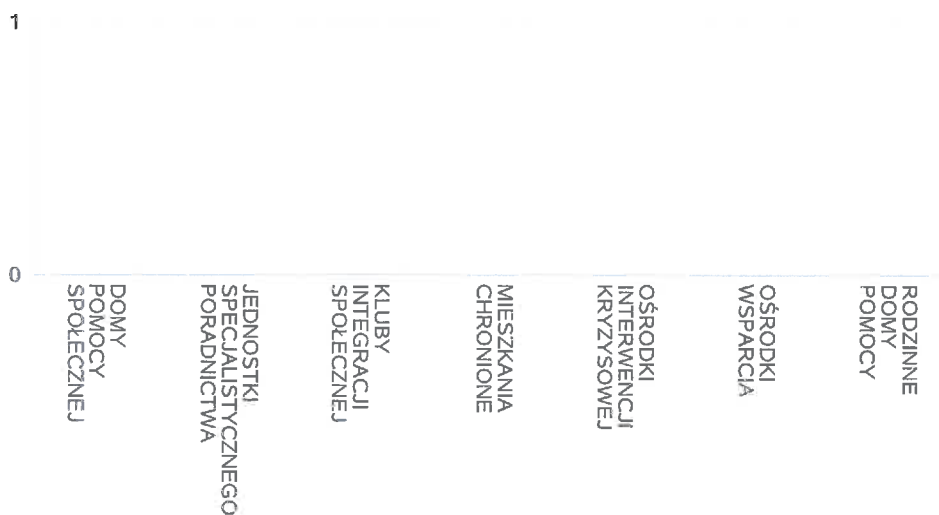 1
0
DOMY
POMOCY
SPOŁECZNEJ
JEDNOSTKI
SPECJALISTYCZNEGO
PORADNICTWA
KLUBY
INTEGRACJI
SPOŁECZNEJ
MIESZKANIA
CHRONIONE
OŚRODKI
INTERWENCJI
KRYZYSOWEJ
OŚRODKI
WSPARCIA
RODZINNE
DOMY
POMOCY